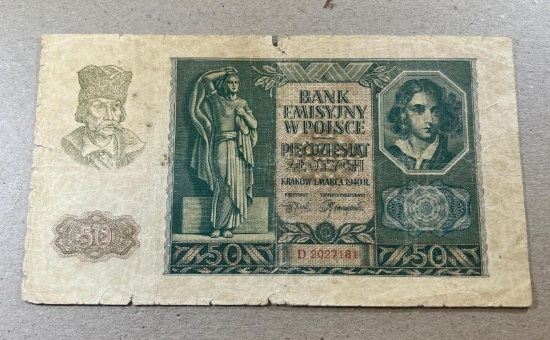 BANK
EMISYJNY
W POLSCE
PIĘĆDZIESIĄT
ZŁOTYCH
KRAKÓW 1. MARCA 1940 R.
50
50
D 2027181
50